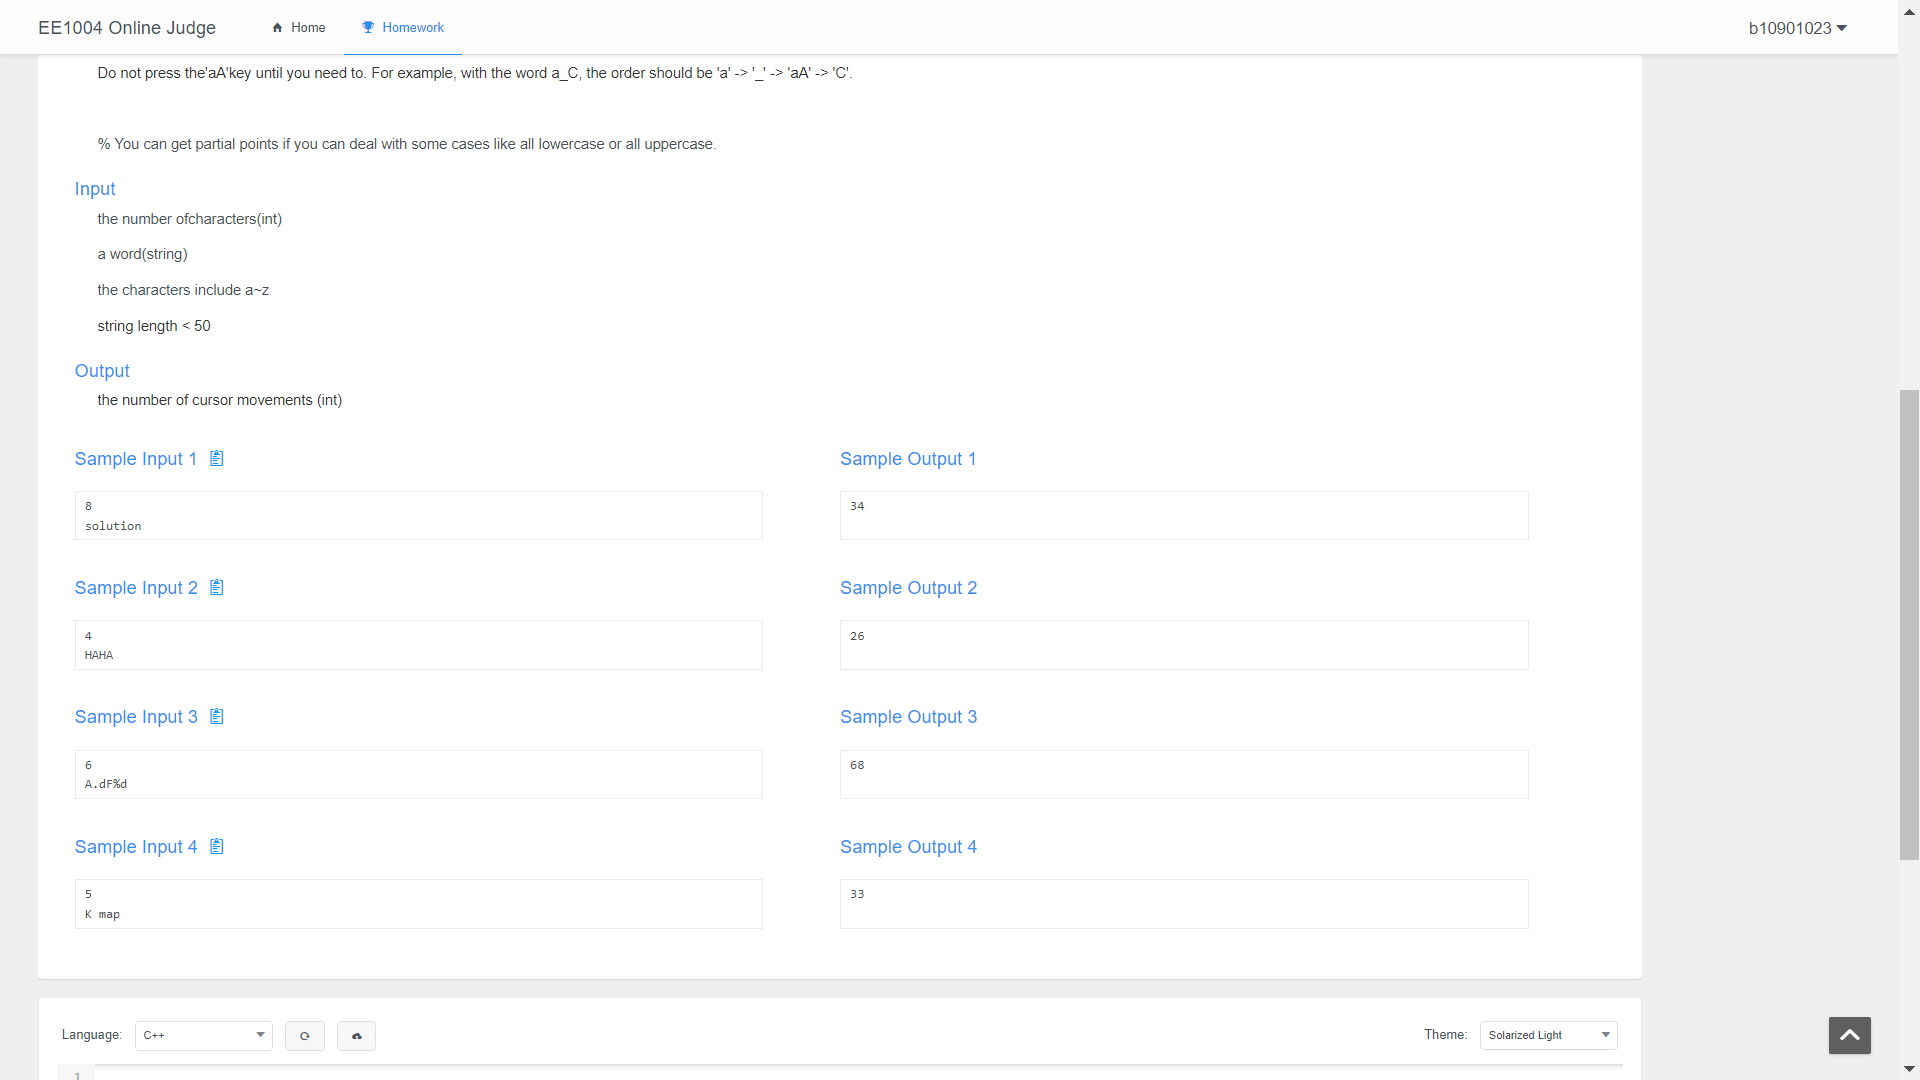 EE1004 Online Judge
Home
Homework
b10901023
Do not press the'aA'key until you need to. For example, with the word a_C, the order should be 'a' -> '_' -> 'aA' -> 'C'.
% You can get partial points if you can deal with some cases like all lowercase or all uppercase.
Input
the number ofcharacters(int)
a word(string)
the characters include a~z
string length < 50
Output
the number of cursor movements (int)
Sample Input 1
Sample Output 1
8
solution
34
Sample Input 2
Sample Output 2
4
HAHA
26
Sample Input 3
Sample Output 3
6
A.dF%d
68
Sample Input 4
Sample Output 4
5
K map
33
Language:
C++
Theme:
Solarized Light
1